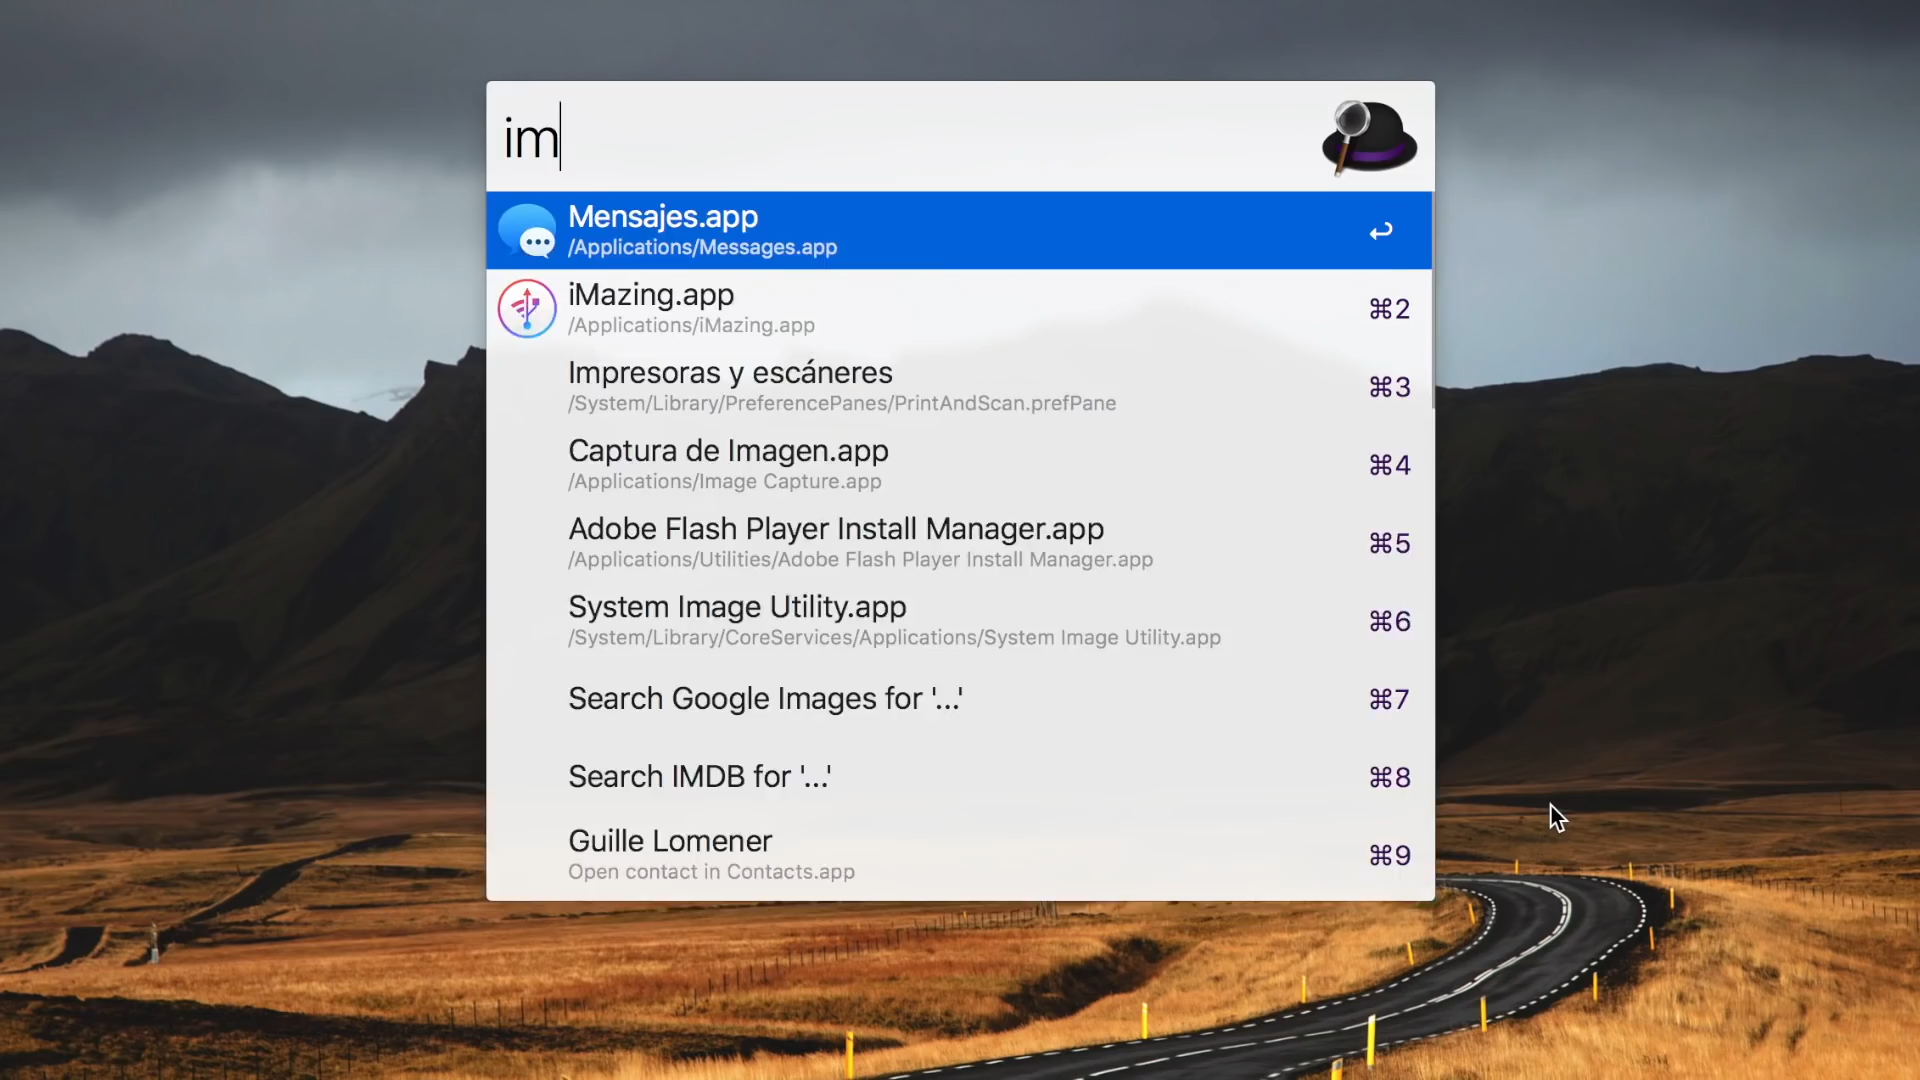 im
Mensajes.app
/Applications/Messages.app
iMazing.app
/Applications/iMazing.app
⌘2
Impresoras y escáneres
/System/Library/PreferencePanes/PrintAndScan.prefPane
⌘3
Captura de Imagen.app
/Applications/Image Capture.app
⌘4
Adobe Flash Player Install Manager.app
/Applications/Utilities/Adobe Flash Player Install Manager.app
⌘5
System Image Utility.app
/System/Library/CoreServices/Applications/System Image Utility.app
⌘6
Search Google Images for '...'
⌘7
Search IMDB for '...'
⌘8
Guille Lomener
Open contact in Contacts.app
⌘9